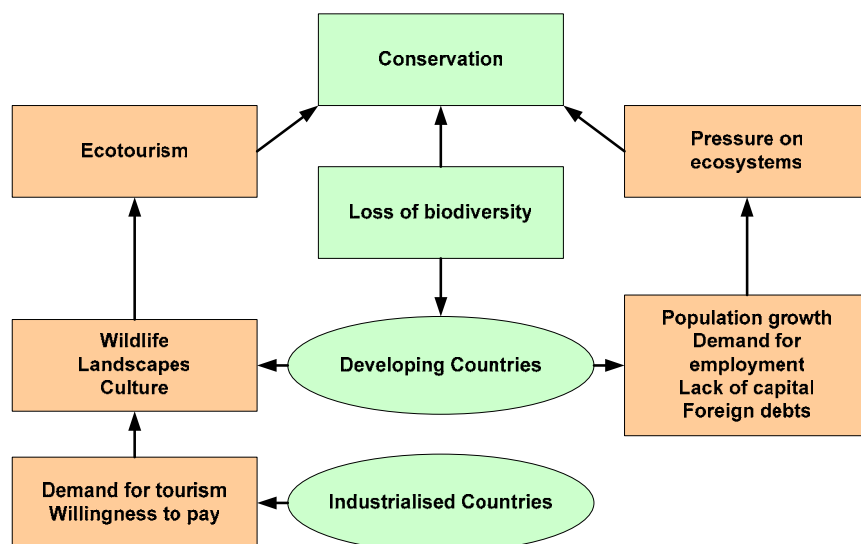 Conservation
Ecotourism
Pressure on
ecosystems
Loss of biodiversity
Wildlife
Landscapes
Culture
Developing Countries
Population growth
Demand for
employment
Lack of capital
Foreign debts
Demand for tourism
Willingness to pay
Industrialised Countries